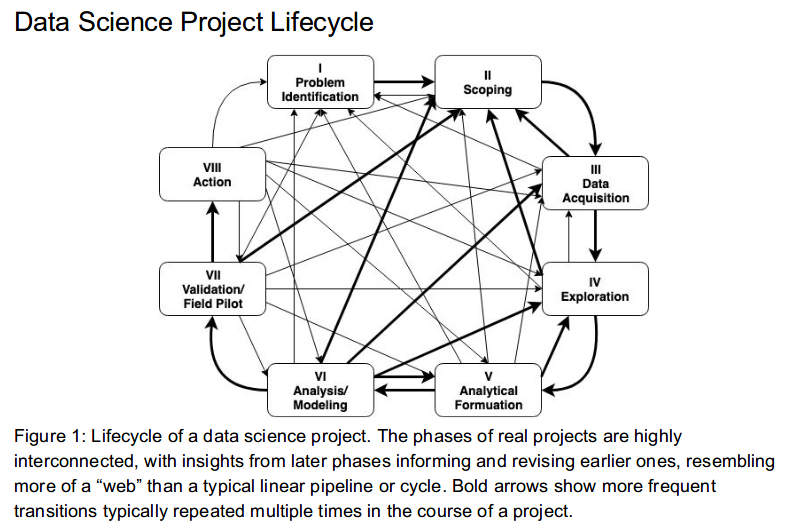 Data Science Project Lifecycle
I
Problem
Identification
II
Scoping
VIII
Action
III
Data
Acquisition
VII
Validation/
Field Pilot
IV
Exploration
VI
Analysis/
Modeling
V
Analytical
Formuation
Figure 1: Lifecycle of a data science project. The phases of real projects are highly
interconnected, with insights from later phases informing and revising earlier ones, resembling
more of a “web” than a typical linear pipeline or cycle. Bold arrows show more frequent
transitions typically repeated multiple times in the course of a project.